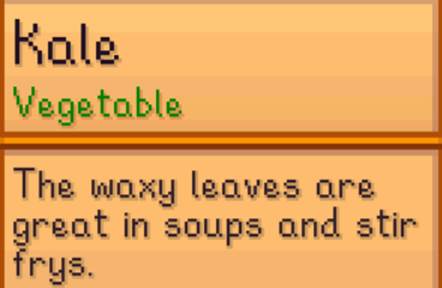 Kale
Vegetable
The waxy leaves are
great in soups and stir
frys.